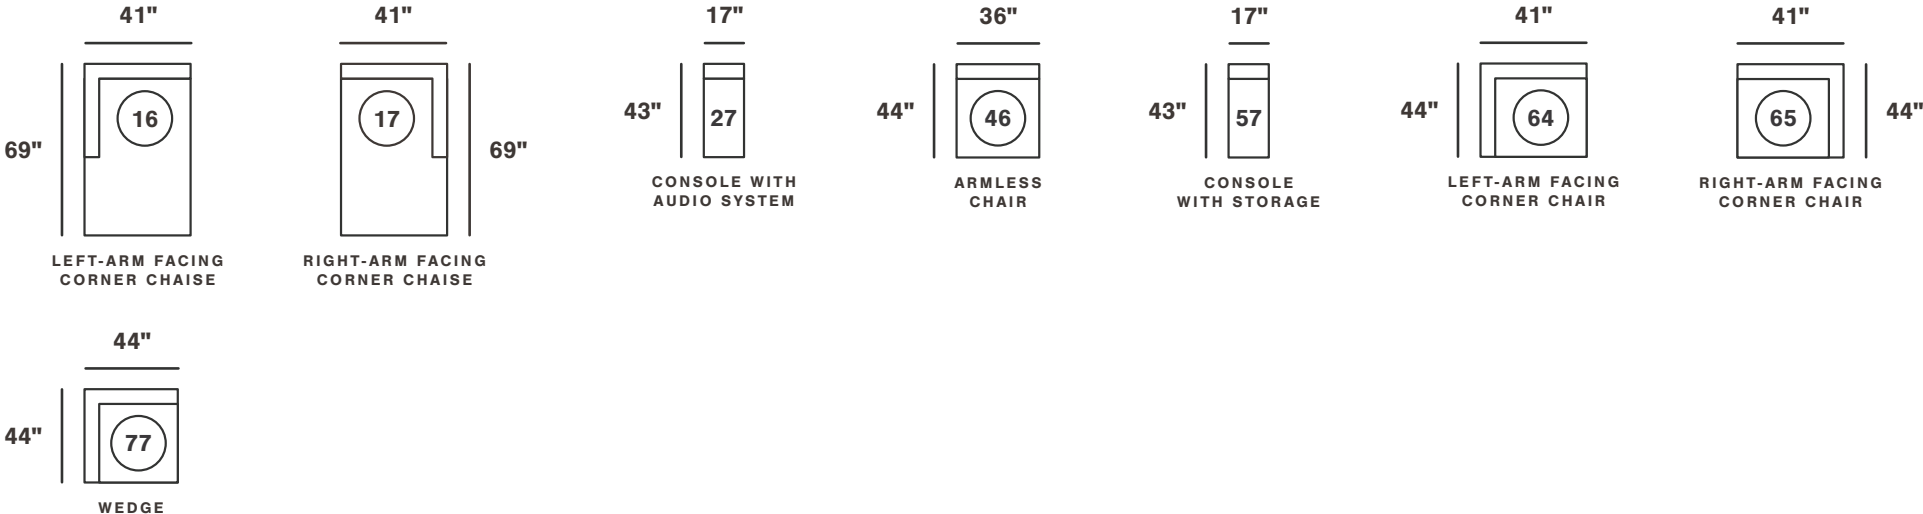 41"
69"
16
LEFT-ARM FACING
CORNER CHAISE
41"
17
69"
RIGHT-ARM FACING
CORNER CHAISE
17"
43"
27
CONSOLE WITH
AUDIO SYSTEM
36"
44"
46
ARMLESS
CHAIR
17"
43"
57
CONSOLE
WITH STORAGE
41"
44"
64
LEFT-ARM FACING
CORNER CHAIR
41"
65
44"
RIGHT-ARM FACING
CORNER CHAIR
44"
44"
77
WEDGE